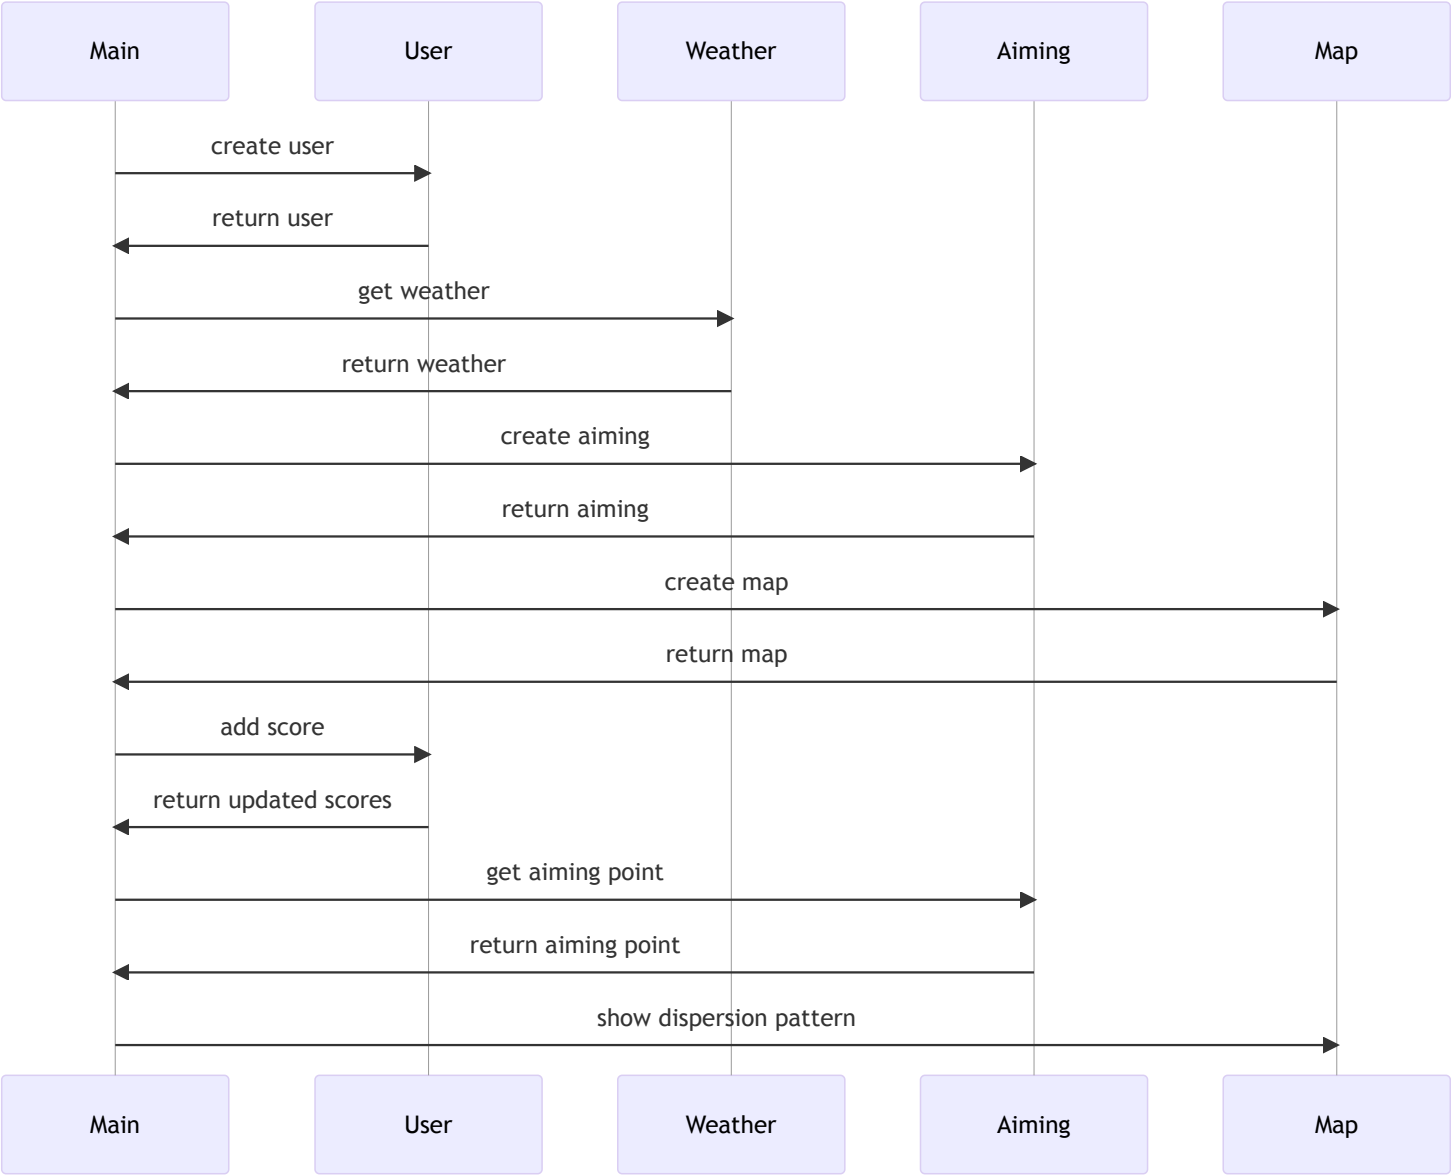 Main
User
Weather
Aiming
Map
create user
return user
get weather
return weather
create aiming
return aiming
create map
return map
add score
return updated scores
get aiming point
return aiming point
show dispersion pattern
Main
User
Weather
Aiming
Map